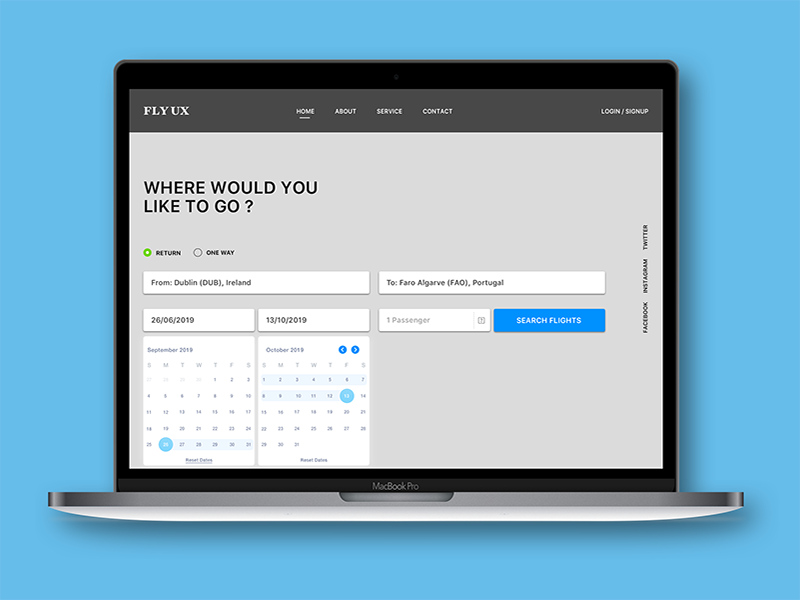 FLY UX
HOME
ABOUT
SERVICE
CONTACT
LOGIN / SIGNUP
WHERE WOULD YOU
LIKE TO GO ?
RETURN
ONE WAY
From: Dublin (DUB), Ireland
To: Faro Algarve (FAO), Portugal
26/06/2019
13/10/2019
1 Passenger
SEARCH FLIGHTS
September 2019
S M T W T F S
1 2 3
4 5 6 7 8 9 10
11 12 13 14 15 16 17
18 19 20 21 22 23 24
25 26 27 28 29 30 31
Reset Dates
October 2019
S M T W T F S
1 2 3 4 5 6 7
8 9 10 11 12 13 14
15 16 17 18 19 20 21
22 23 24 25 26 27 28
29 30 31
Reset Dates
TWITTER
INSTAGRAM
FACEBOOK
MacBook Pro